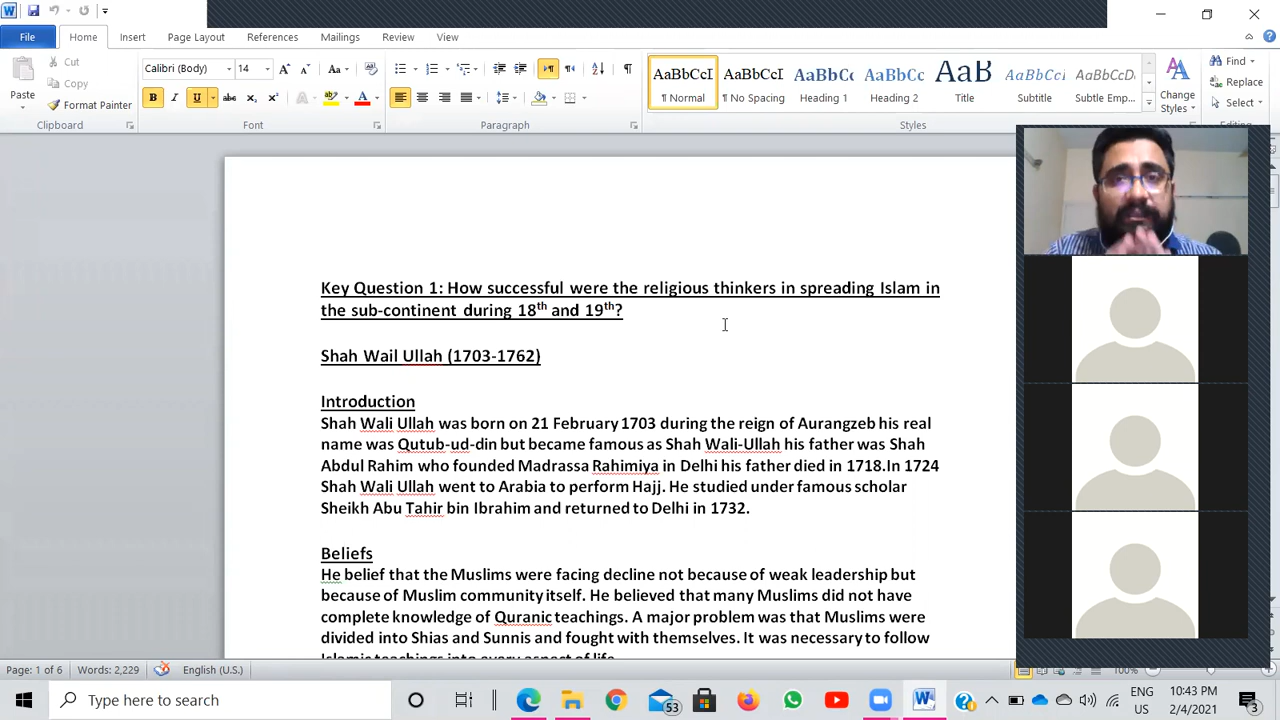 File Home Insert Page Layout References Mailings Review View
Cut
Copy
Format Painter
Paste
Clipboard
Calibri (Body) 14
Font
Paragraph
AaBbCcI AaBbCcI AaBbCc AaBbCc AaB AaBbCcI AaBbCcD
¶ Normal ¶ No Spacing Heading 1 Heading 2 Title Subtitle Subtle Emp...
Styles
Change Styles
Find
Replace
Select
Editing
Key Question 1: How successful were the religious thinkers in spreading Islam in
the sub-continent during 18th and 19th?
Shah Wail Ullah (1703-1762)
Introduction
Shah Wali Ullah was born on 21 February 1703 during the reign of Aurangzeb his real
name was Qutub-ud-din but became famous as Shah Wali-Ullah his father was Shah
Abdul Rahim who founded Madrassa Rahimiya in Delhi his father died in 1718.In 1724
Shah Wali Ullah went to Arabia to perform Hajj. He studied under famous scholar
Sheikh Abu Tahir bin Ibrahim and returned to Delhi in 1732.
Beliefs
He belief that the Muslims were facing decline not because of weak leadership but
because of Muslim community itself. He believed that many Muslims did not have
complete knowledge of Quranic teachings. A major problem was that Muslims were
divided into Shias and Sunnis and fought with themselves. It was necessary to follow
Islamic teachings into every aspect of life.
Page: 1 of 6 Words: 2,229 English (U.S.) 100%
Type here to search
53
ENG
US
10:43 PM
2/4/2021
3